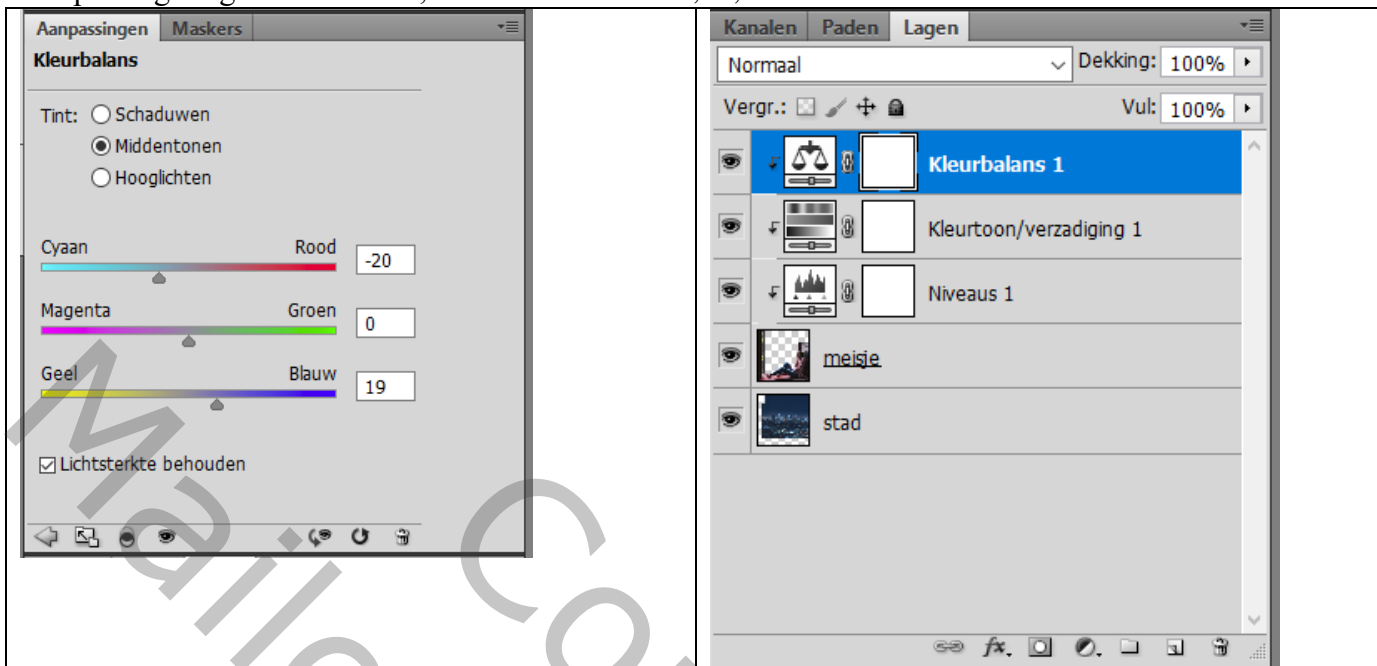 Aanpassingen Maskers
Kleurbalans
Tint: Schaduwen
Middentonen
Hooglichten
Cyaan Rood -20
Magenta Groen 0
Geel Blauw 19
Lichtsterkte behouden
Kanalen Paden Lagen
Normaal Dekking: 100%
Vergr.: Vul: 100%
Kleurbalans 1
Kleurtoon/verzadiging 1
Niveaus 1
meisje
stad
fx.